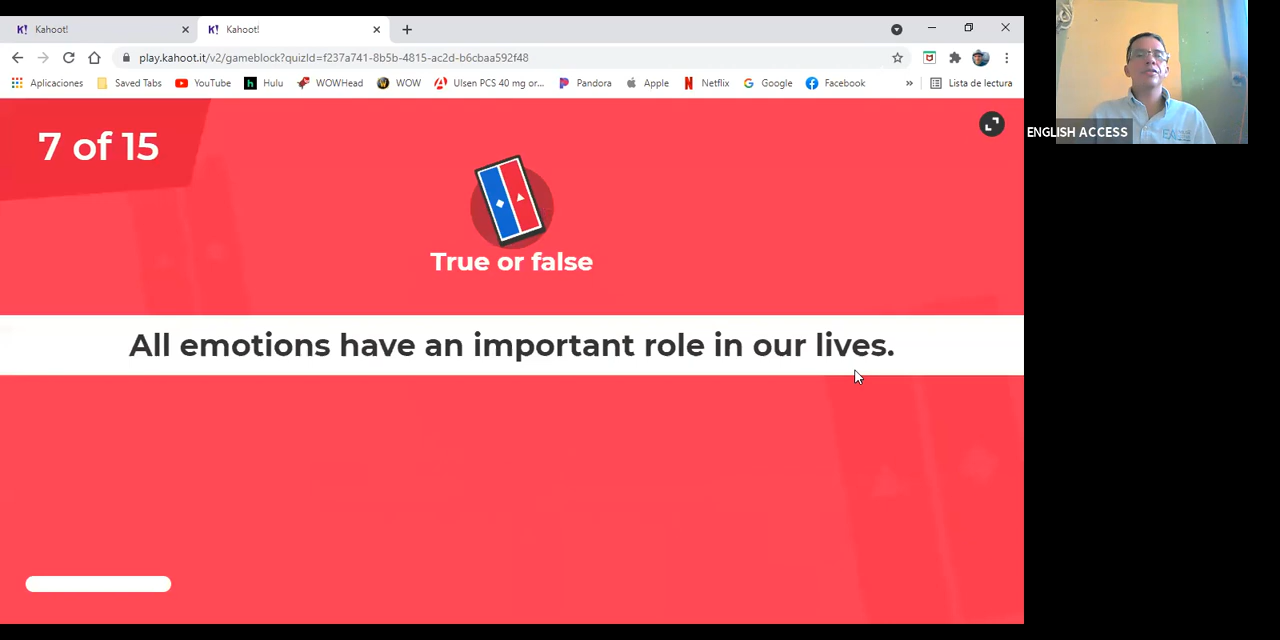 Kahoot!
Kahoot!
play.kahoot.it/v2/gameblock?quizId=f237a741-8b5b-4815-ac2d-b6cbaa592f48
Aplicaciones Saved Tabs YouTube Hulu WOWHead WOW Ulsen PCS 40 mg or... Pandora Apple Netflix Google Facebook » Lista de lectura
7 of 15
True or false
All emotions have an important role in our lives.
ENGLISH ACCESS